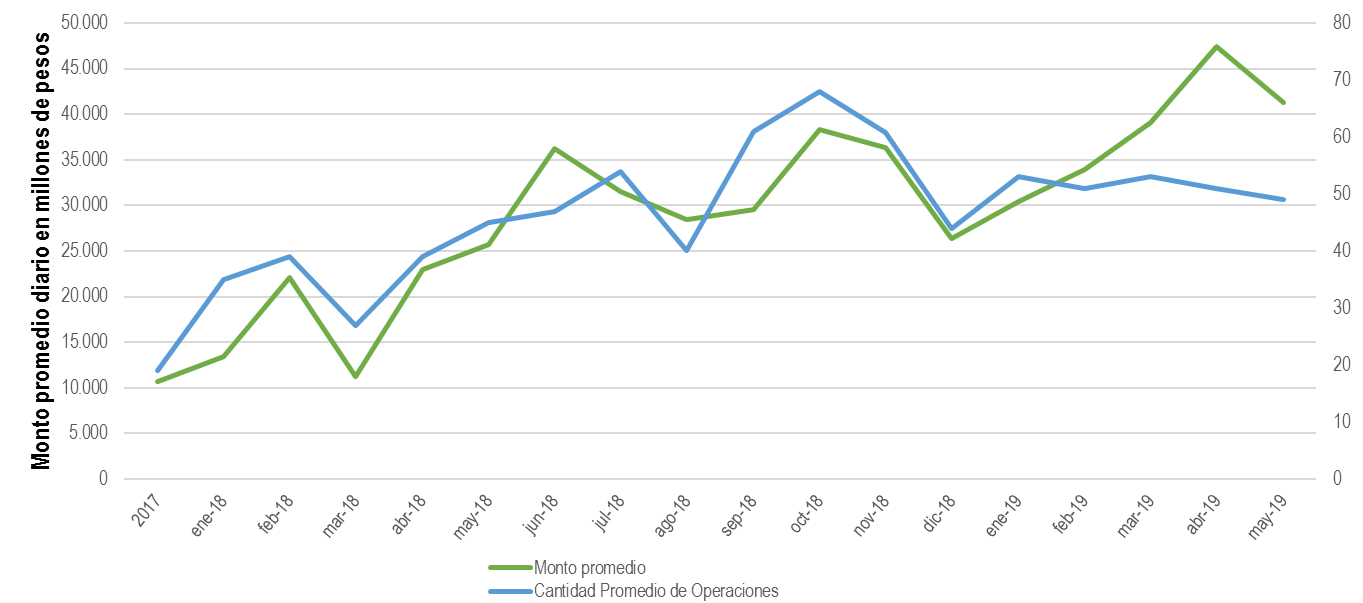 Monto promedio diario en millones de pesos
50.000
45.000
40.000
35.000
30.000
25.000
20.000
15.000
10.000
5.000
0
80
70
60
50
40
30
20
10
0
2017
ene-18
feb-18
mar-18
abr-18
may-18
jun-18
jul-18
ago-18
sep-18
oct-18
nov-18
dic-18
ene-19
feb-19
mar-19
abr-19
may-19
Monto promedio
Cantidad Promedio de Operaciones